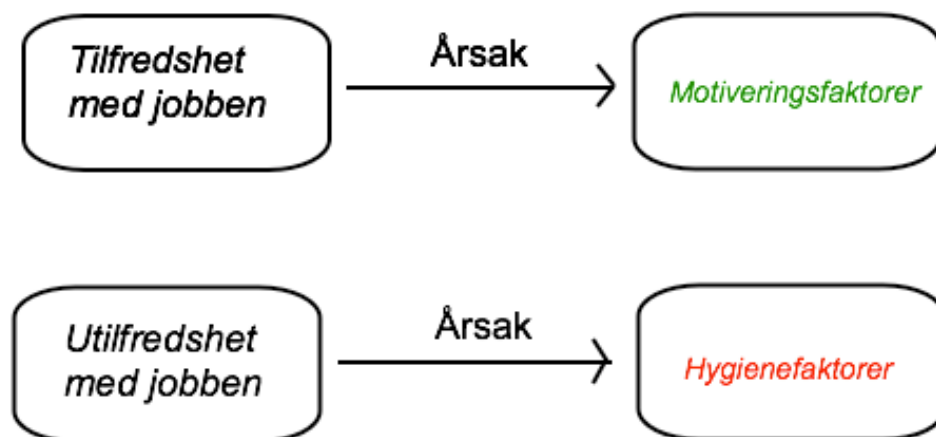 Tilfredshet
med jobben
Årsak
Motiveringsfaktorer
Utilfredshet
med jobben
Årsak
Hygienefaktorer